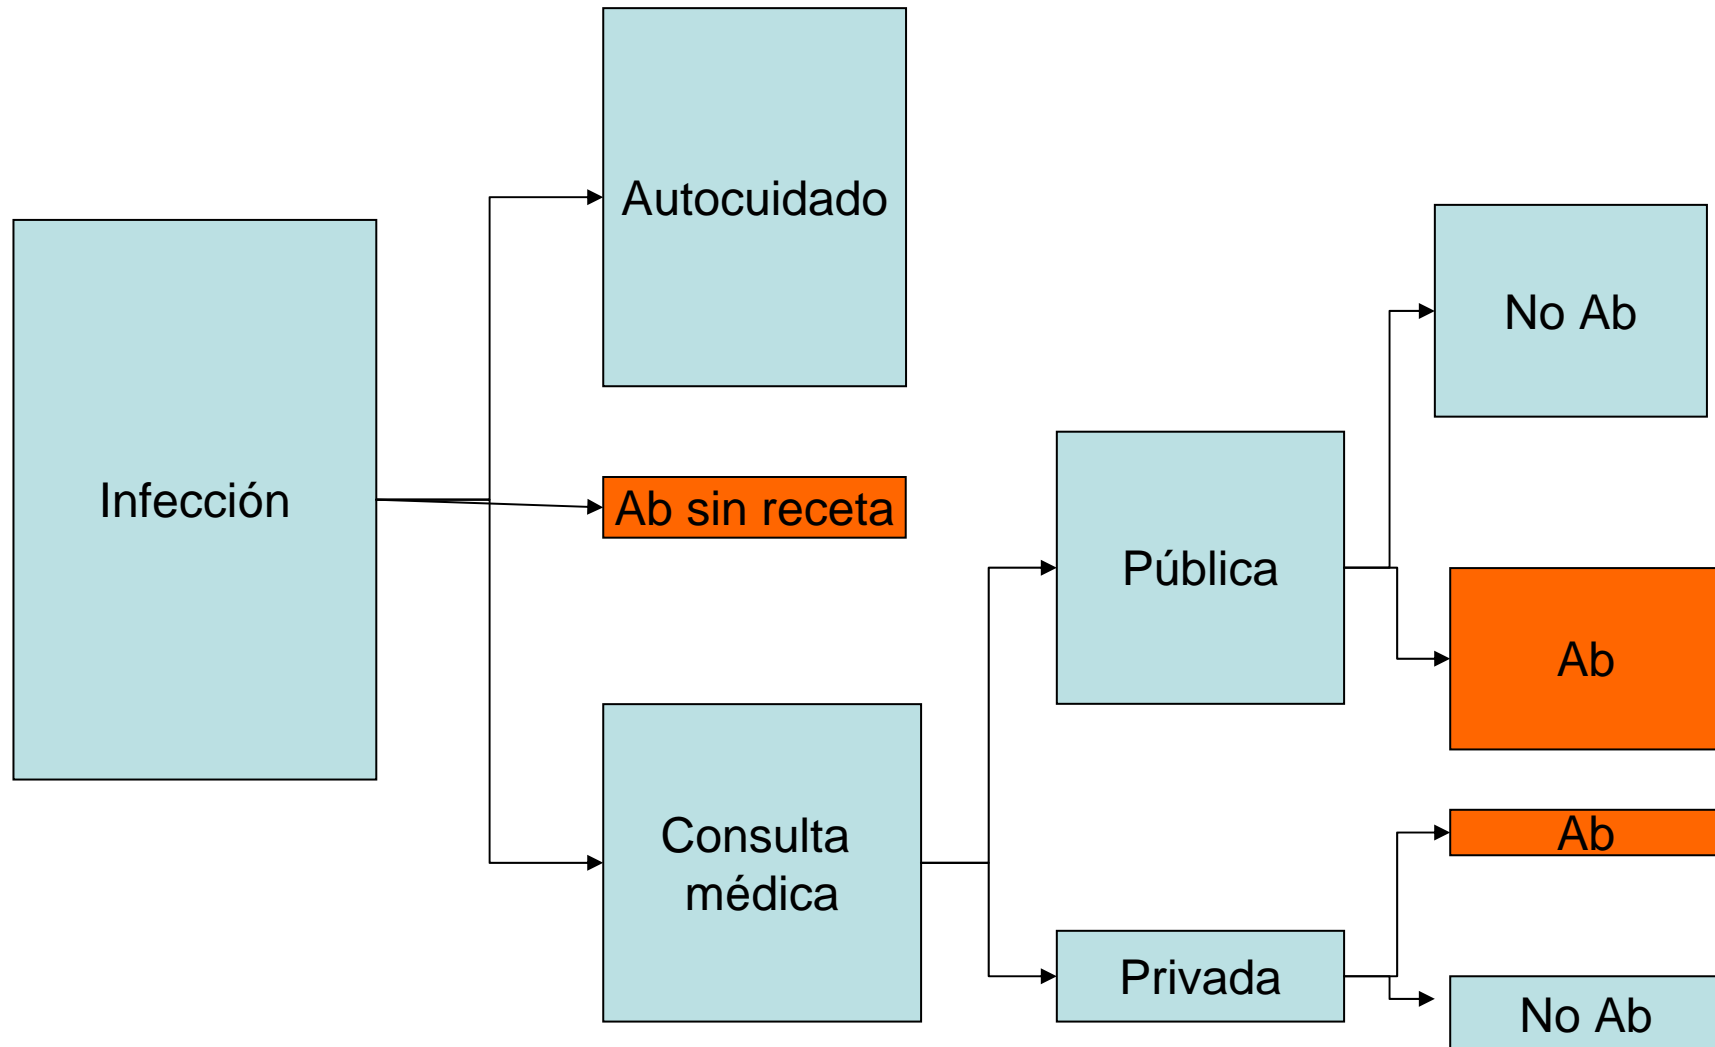 Infección
Autocuidado
Ab sin receta
Consulta
médica
Pública
Privada
No Ab
Ab
Ab
No Ab